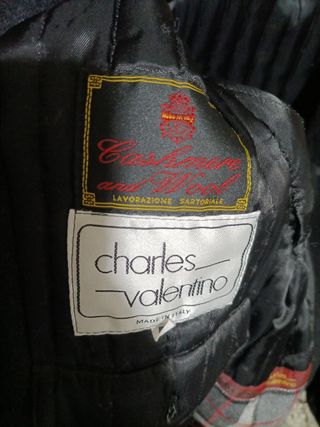 Cashmere
and Wool
LAVORAZIONE SARTORIALE
charles
valentino
MADE IN ITALY